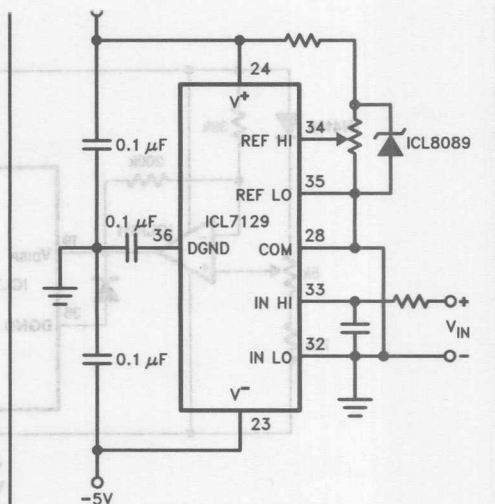 24
V+
0.1 μF
REF HI
34
ICL8089
REF LO
35
0.1 μF
36
ICL7129
DGND
COM
28
IN HI
33
+
VIN
0.1 μF
IN LO
32
-
V-
23
-5V